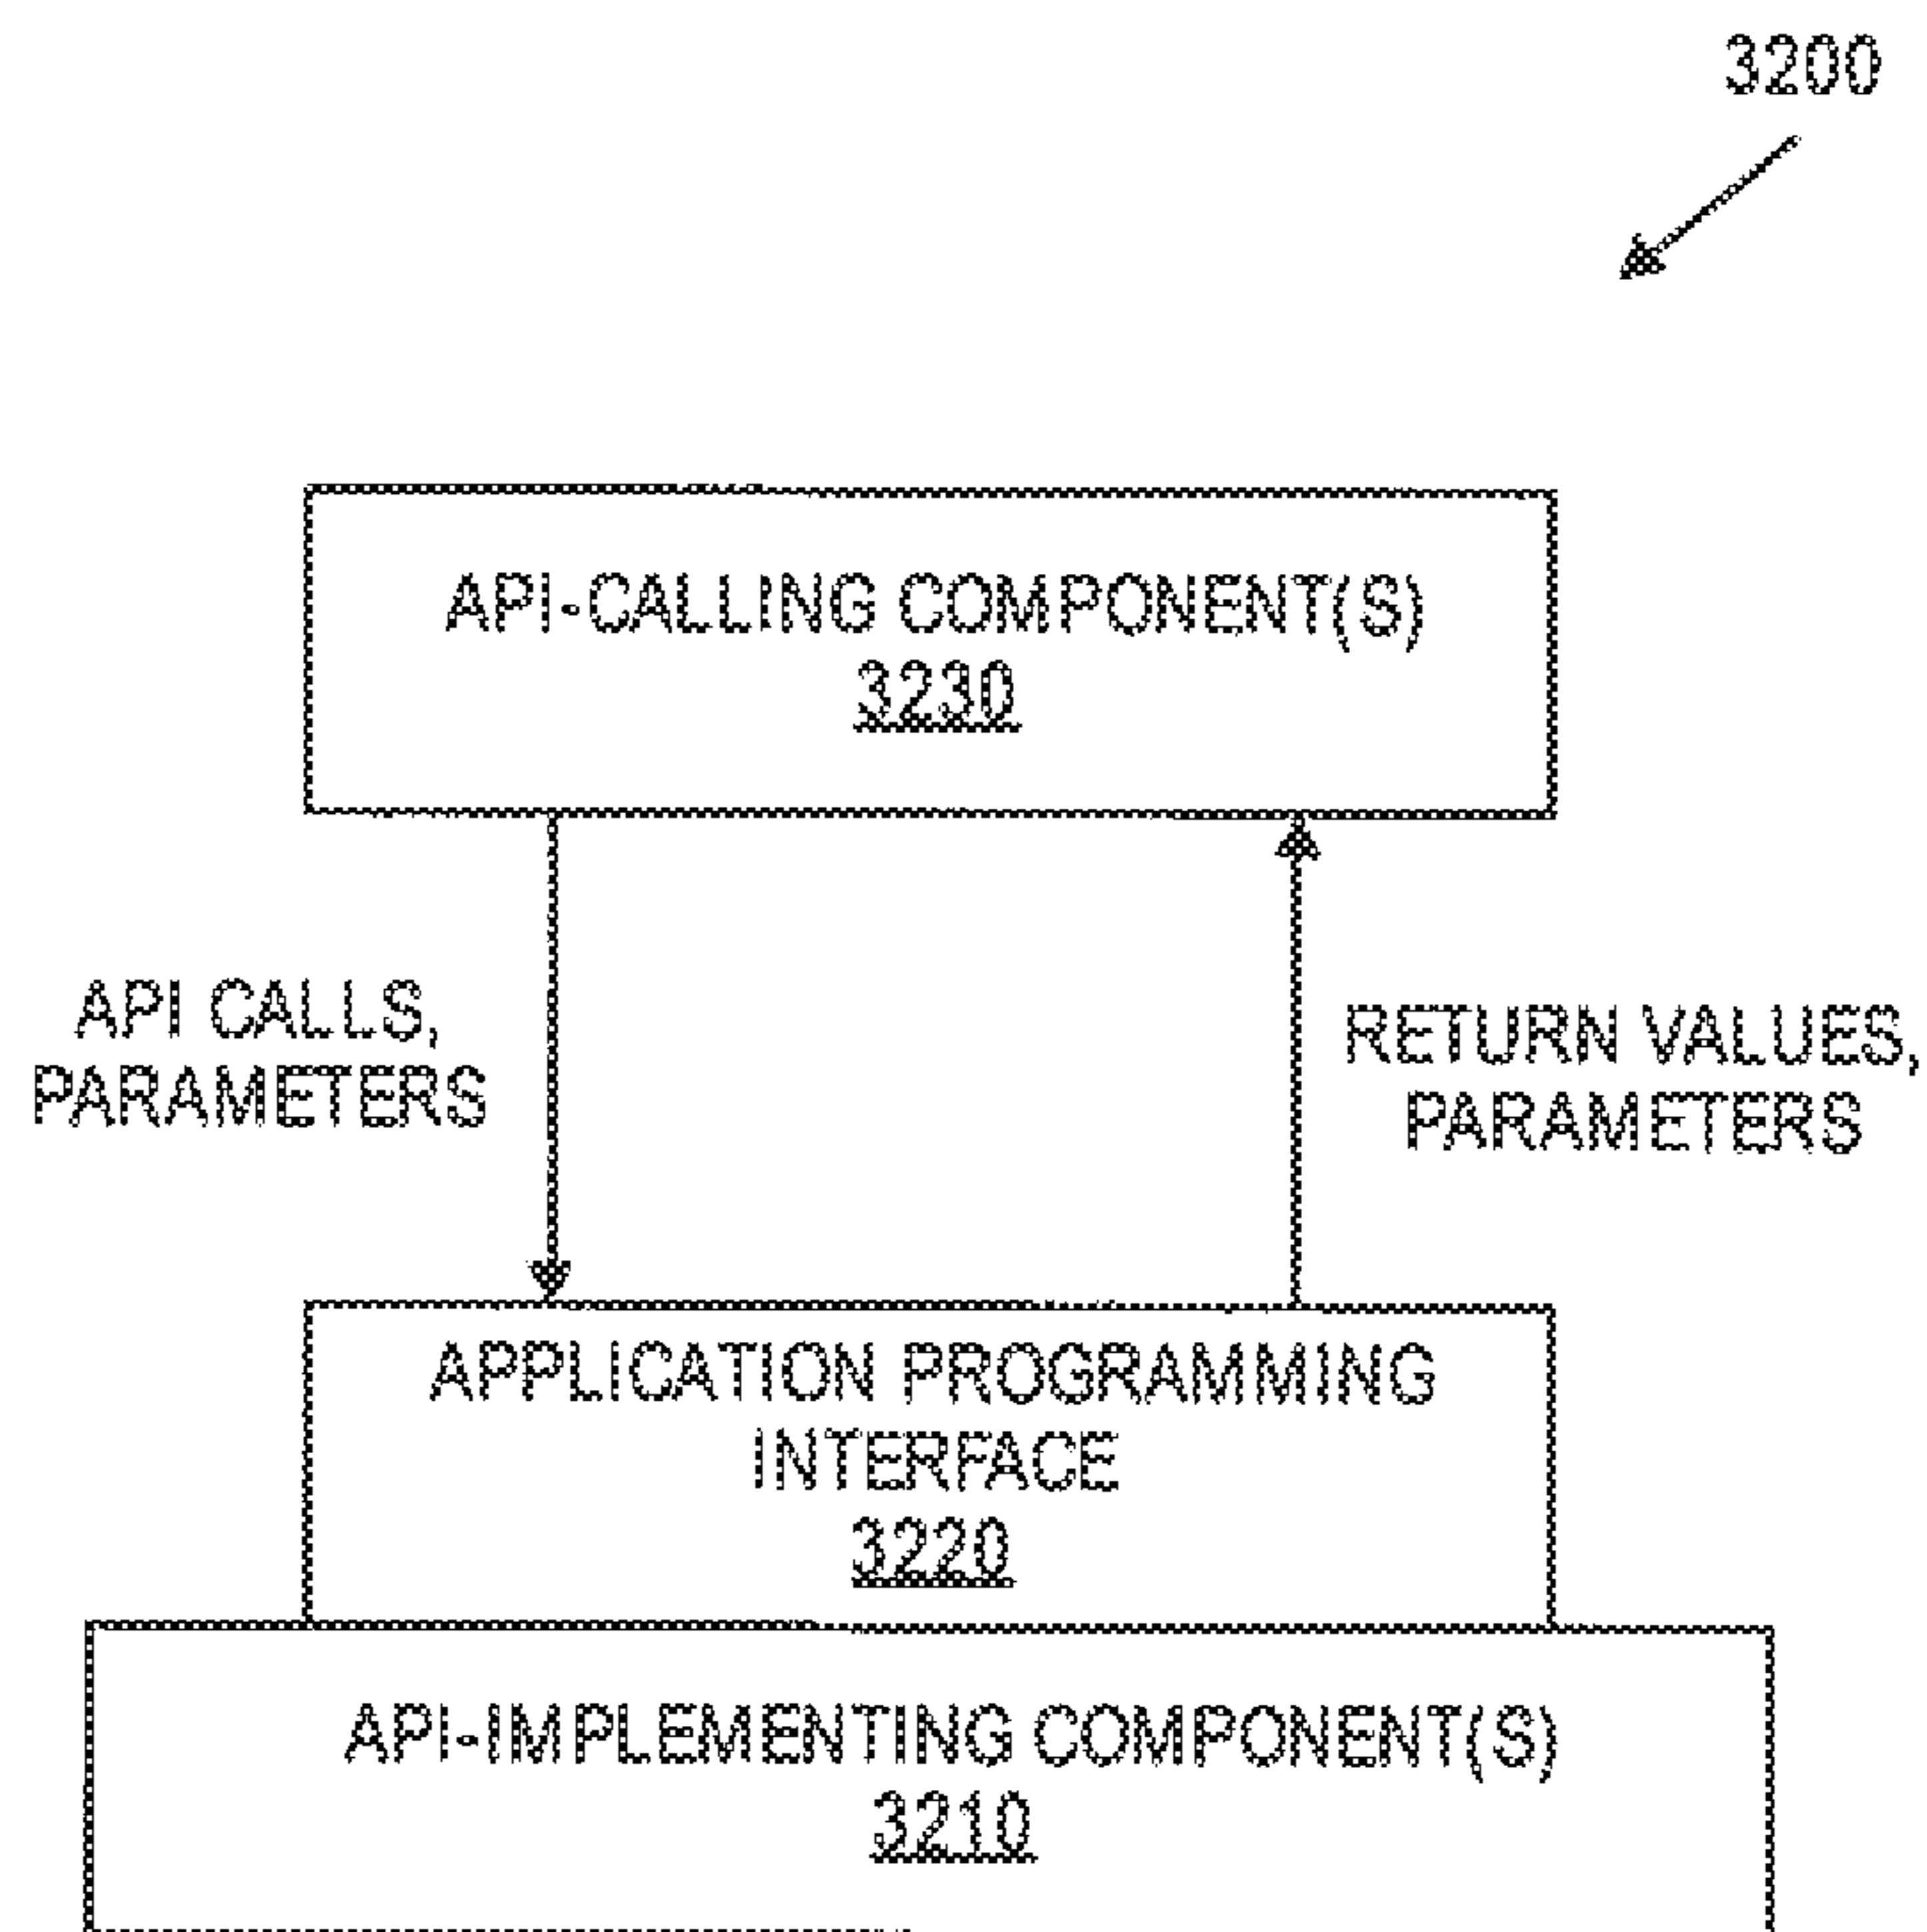 3200
API-CALLING COMPONENT(S)
3230
API CALLS,
PARAMETERS
RETURN VALUES,
PARAMETERS
APPLICATION PROGRAMMING
INTERFACE
3220
API-IMPLEMENTING COMPONENT(S)
3210